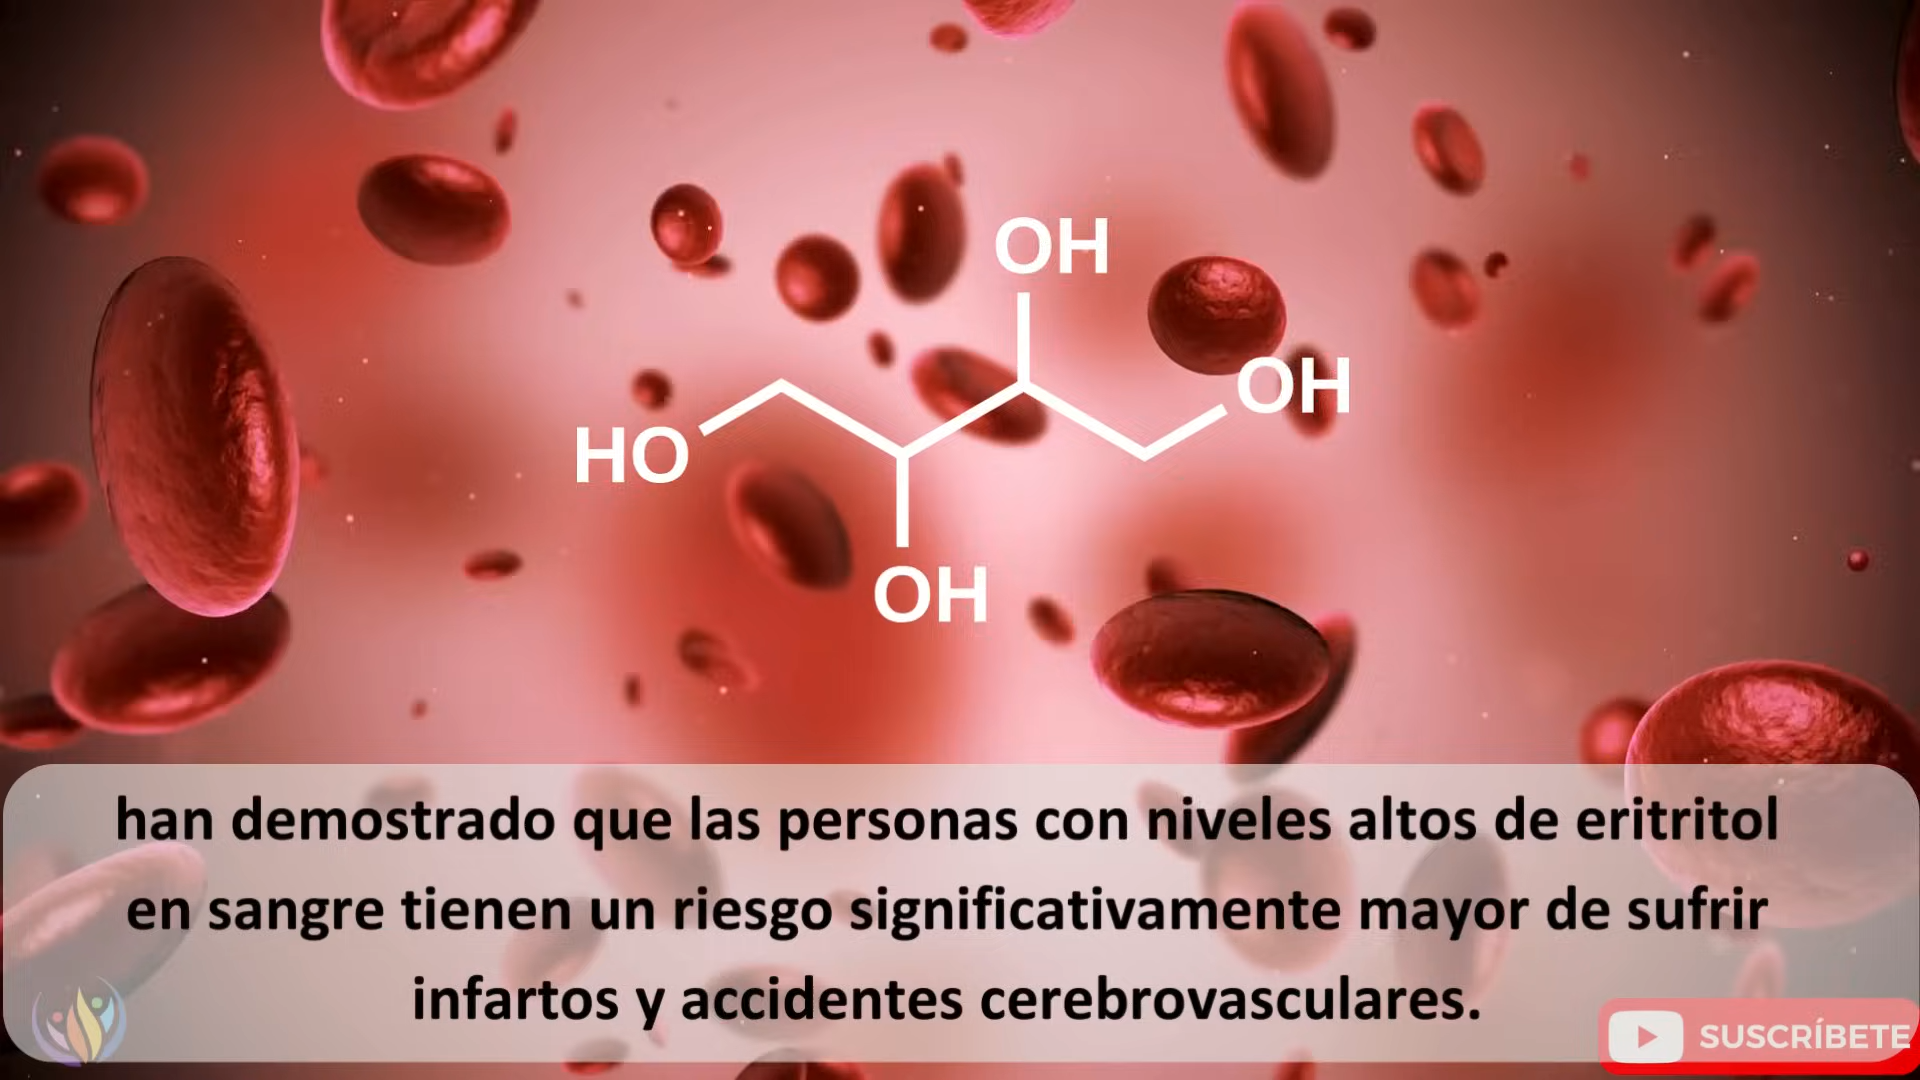 OH
OH
HO
OH
han demostrado que las personas con niveles altos de eritritol
en sangre tienen un riesgo significativamente mayor de sufrir
infartos y accidentes cerebrovasculares.
SUSCRÍBETE